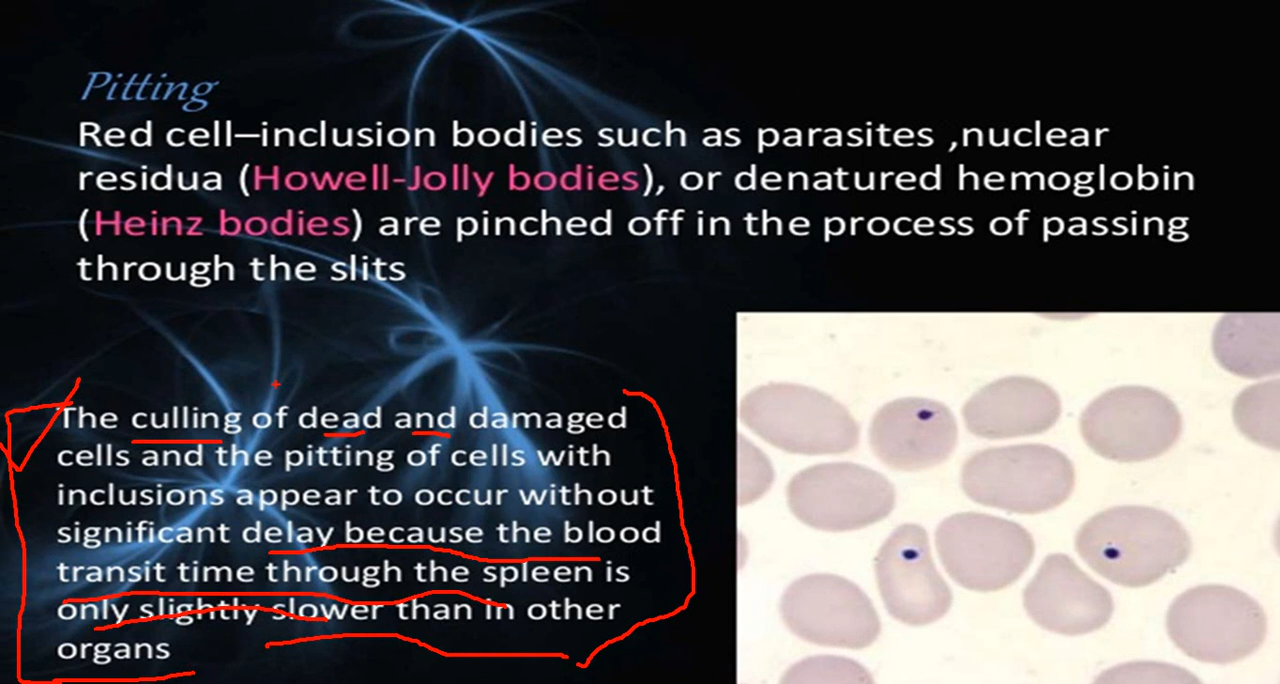 Pitting
Red cell–inclusion bodies such as parasites ,nuclear
residua (Howell-Jolly bodies), or denatured hemoglobin
(Heinz bodies) are pinched off in the process of passing
through the slits
The culling of dead and damaged
cells and the pitting of cells with
inclusions appear to occur without
significant delay because the blood
transit time through the spleen is
only slightly slower than in other
organs